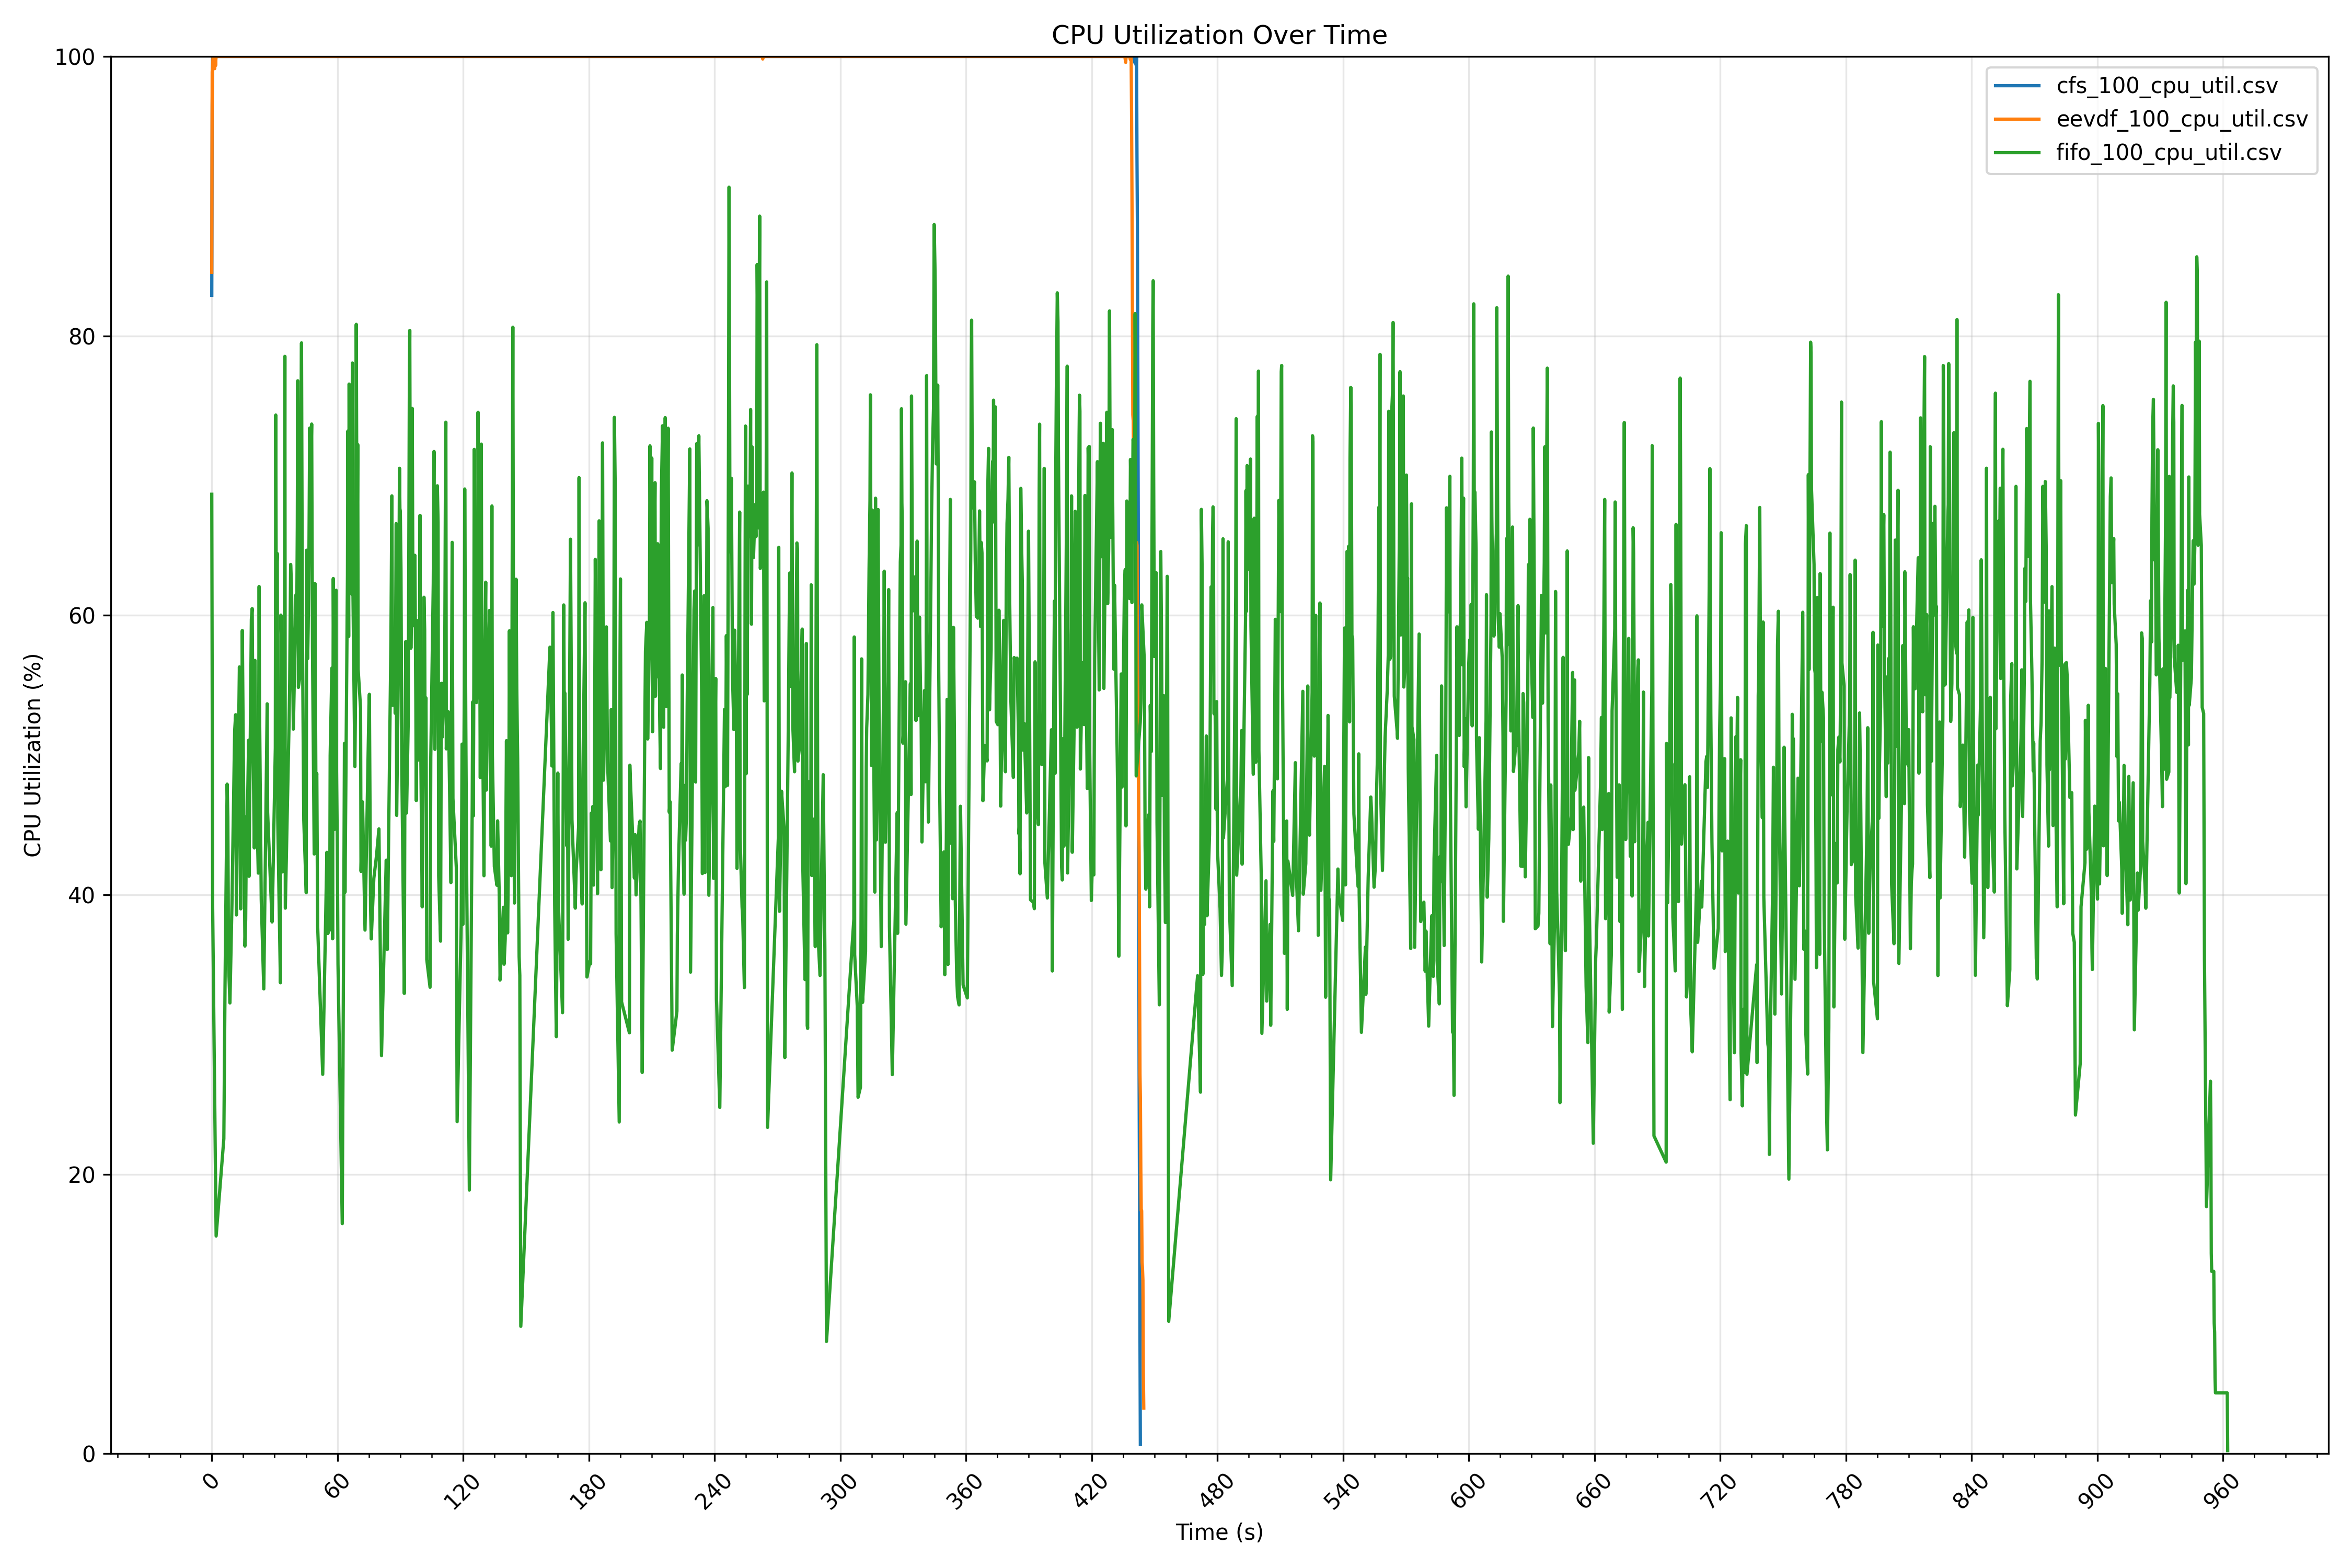 CPU Utilization Over Time
cfs_100_cpu_util.csv
eevdf_100_cpu_util.csv
fifo_100_cpu_util.csv
CPU Utilization (%)
100
80
60
40
20
0
0 60 120 180 240 300 360 420 480 540 600 660 720 780 840 900 960
Time (s)